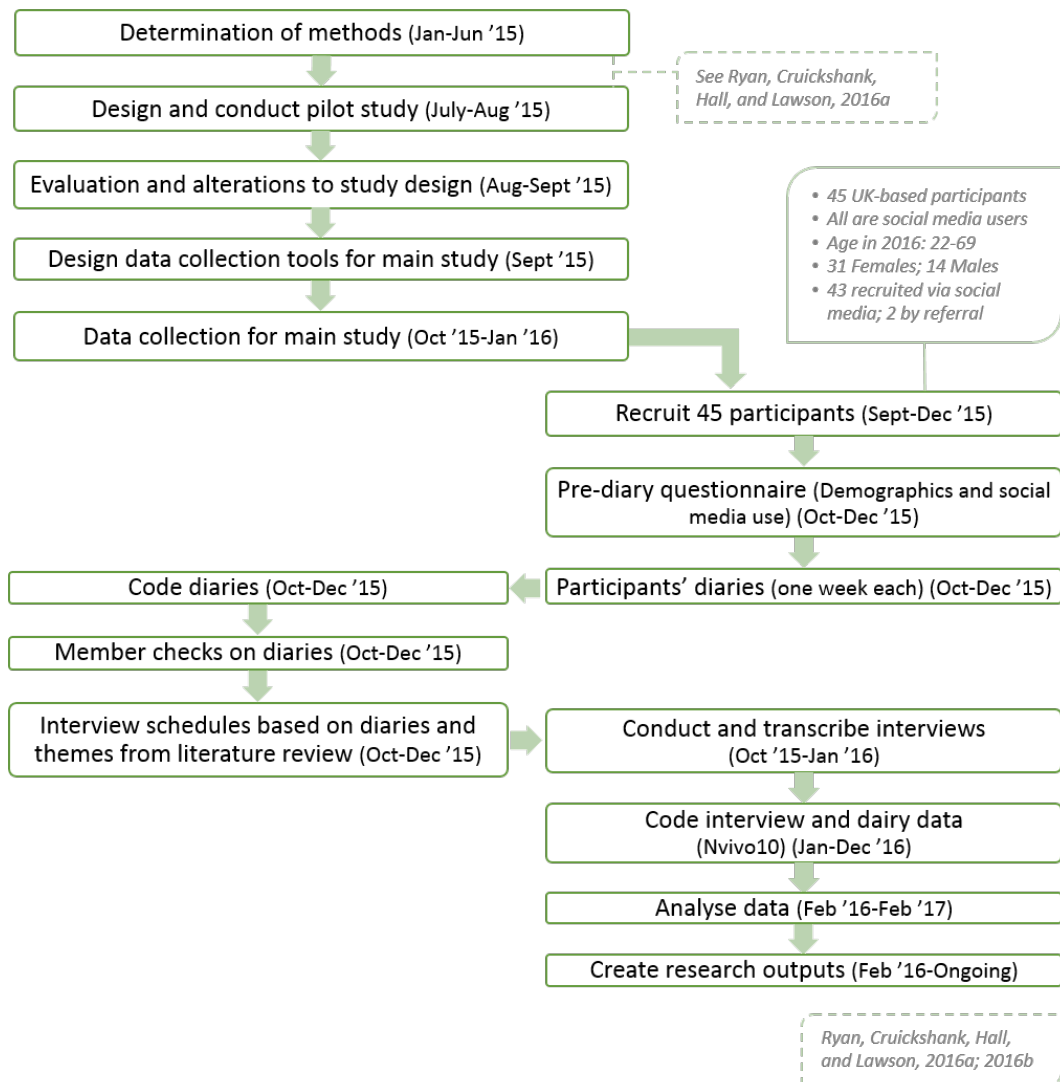 Determination of methods (Jan-Jun ’15)
See Ryan, Cruickshank,
Hall, and Lawson, 2016a
Design and conduct pilot study (July-Aug ’15)
Evaluation and alterations to study design (Aug-Sept ’15)
• 45 UK-based participants
• All are social media users
• Age in 2016: 22-69
• 31 Females; 14 Males
• 43 recruited via social
media; 2 by referral
Design data collection tools for main study (Sept ’15)
Data collection for main study (Oct ’15-Jan ’16)
Recruit 45 participants (Sept-Dec ’15)
Pre-diary questionnaire (Demographics and social
media use) (Oct-Dec ’15)
Participants’ diaries (one week each) (Oct-Dec ’15)
Code diaries (Oct-Dec ’15)
Member checks on diaries (Oct-Dec ’15)
Interview schedules based on diaries and
themes from literature review (Oct-Dec ’15)
Conduct and transcribe interviews
(Oct ’15-Jan ’16)
Code interview and dairy data
(Nvivo10) (Jan-Dec ’16)
Analyse data (Feb ’16-Feb ’17)
Create research outputs (Feb ’16-Ongoing)
Ryan, Cruickshank, Hall,
and Lawson, 2016a; 2016b